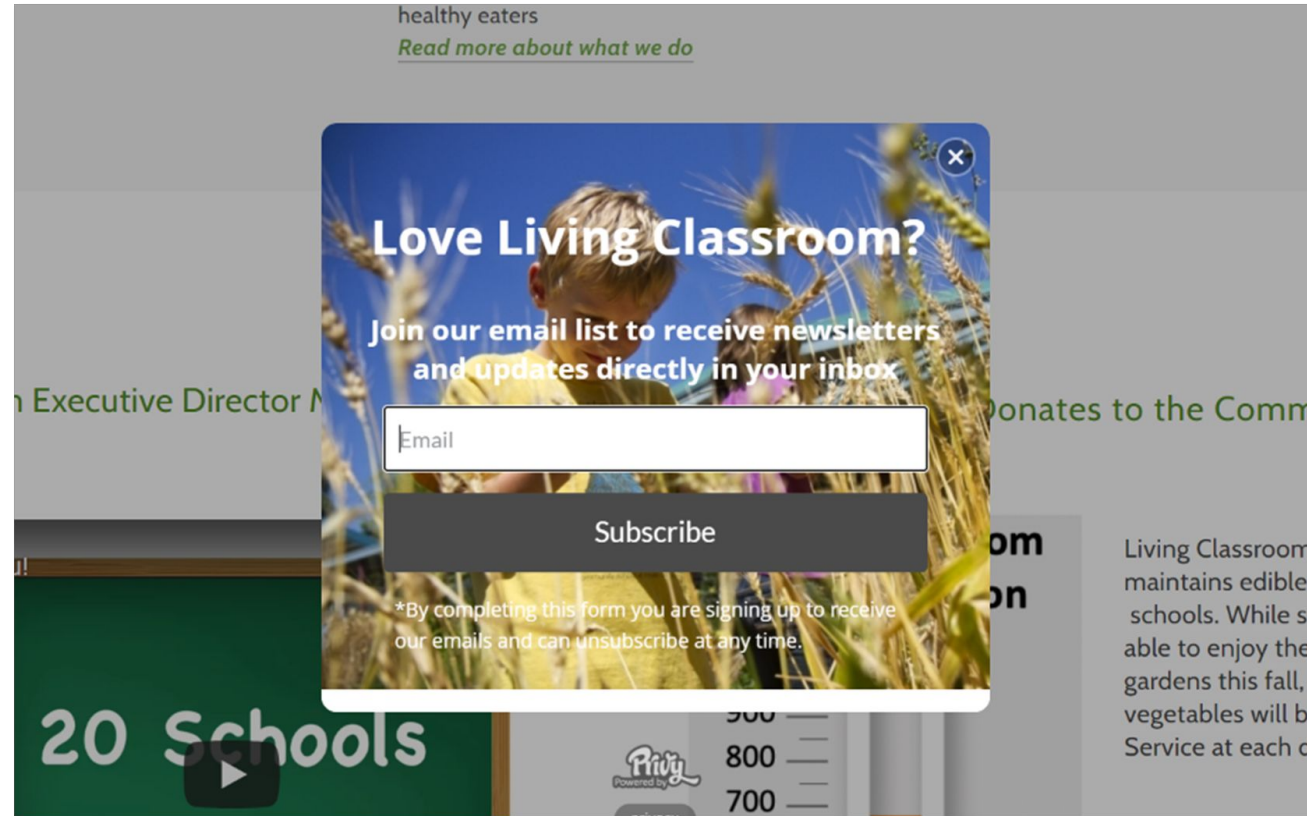 healthy eaters
Read more about what we do
Love Living Classroom?
Join our email list to receive newsletters
and updates directly in your inbox
Executive Director
Donates to the
Email
Subscribe
*By completing this form you are signing up to receive
our emails and can unsubscribe at any time.
om
on
Living Classroom
maintains edible
schools. While
able to enjoy the
gardens this fall,
vegetables will
Service at each
20 Schools
900
800
700
Privy
Powered by